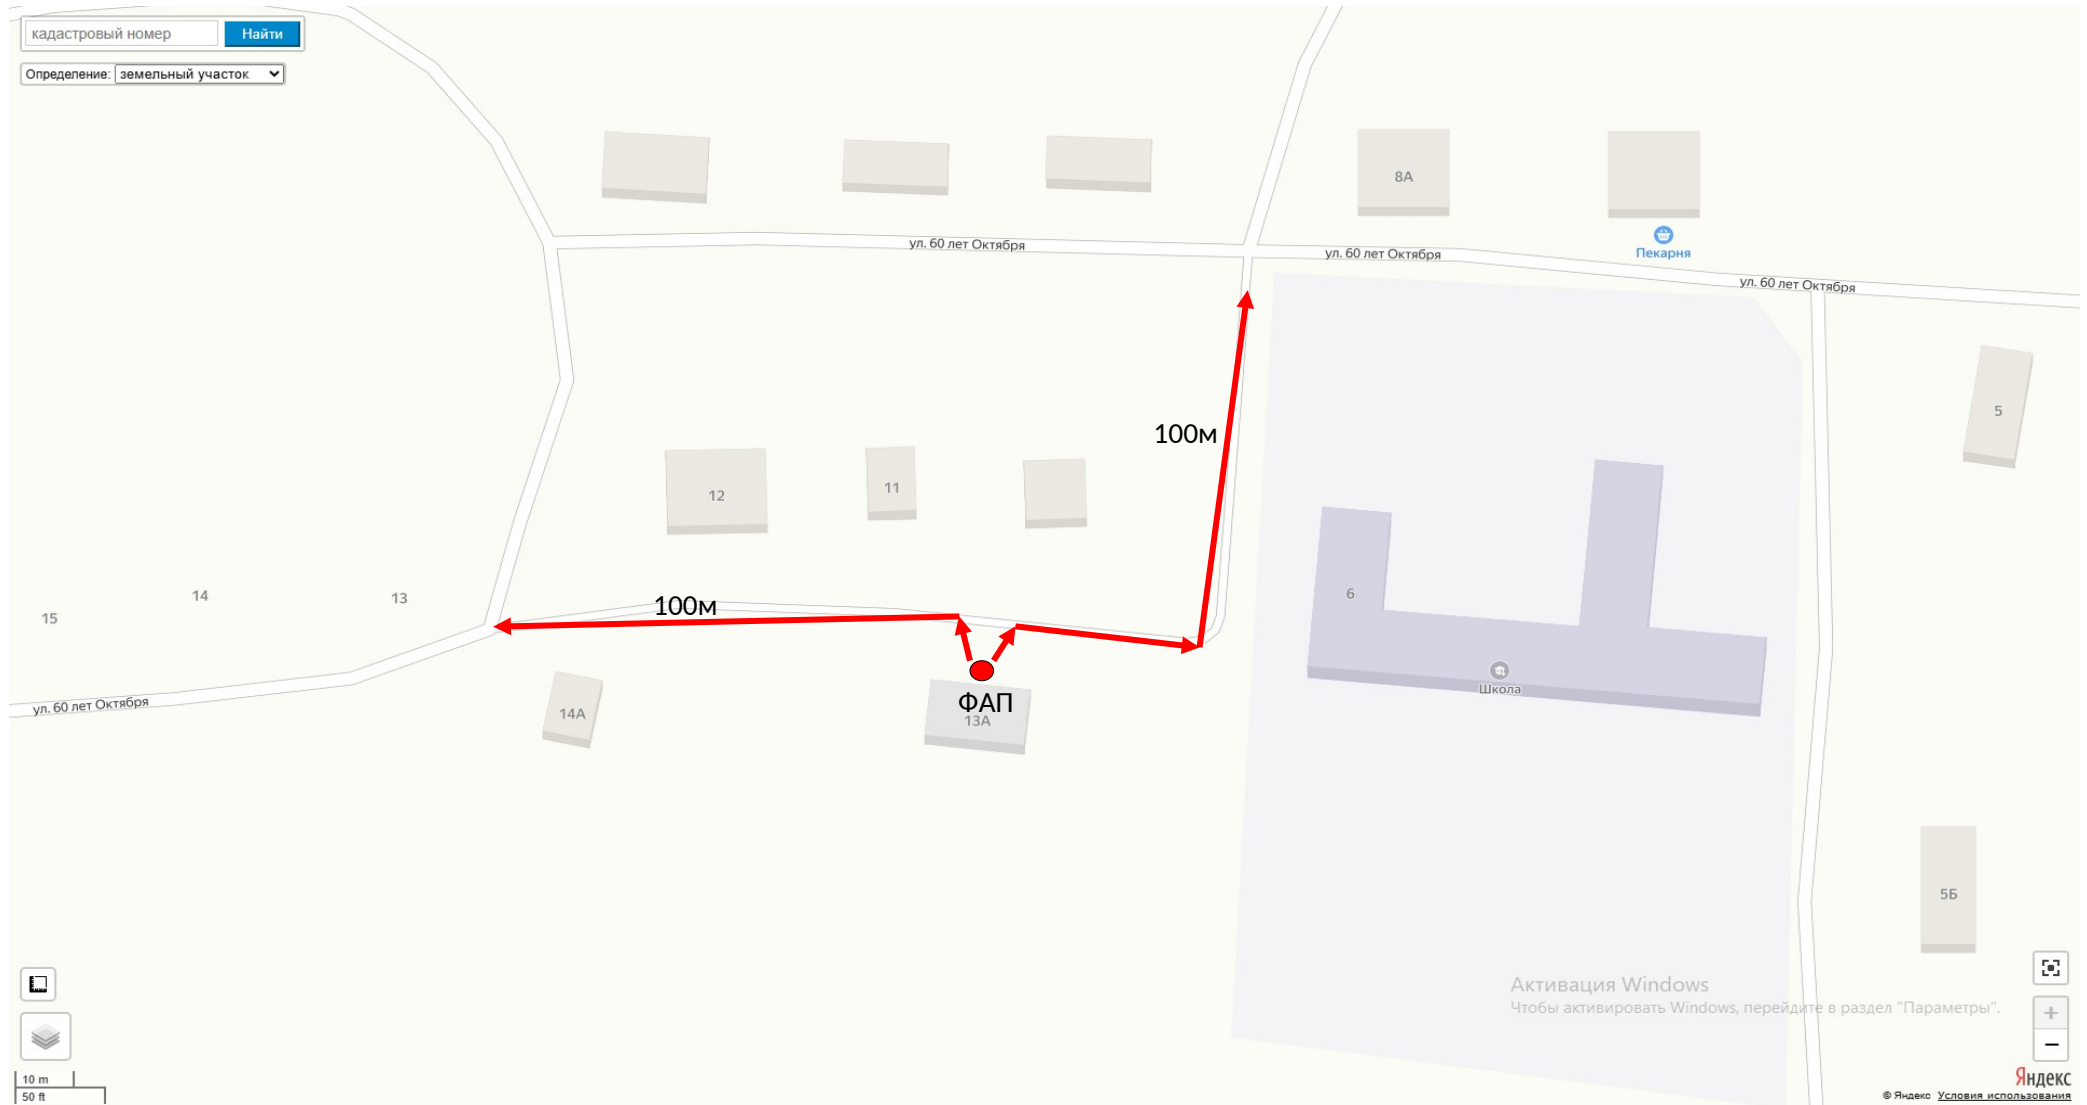 кадастровый номер
Найти
Определение: земельный участок
8А
ул. 60 лет Октября
ул. 60 лет Октября
Пекарня
ул. 60 лет Октября
5
100м
12
11
15
14
13
100м
6
Школа
ул. 60 лет Октября
14А
ФАП
13А
5Б
Активация Windows
Чтобы активировать Windows, перейдите в раздел "Параметры".
+
−
10 m
50 ft
Яндекс
© Яндекс Условия использования